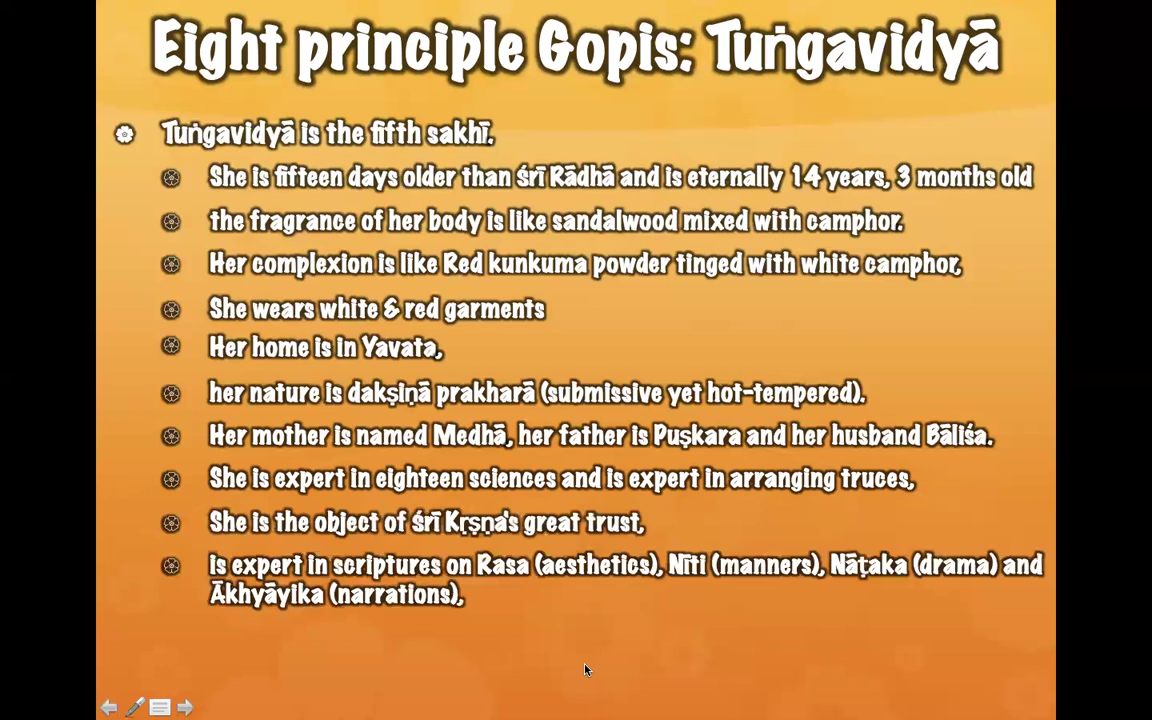 Eight principle Gopis: Tuṅgavidyā
Tuṅgavidyā is the fifth sakhī.
She is fifteen days older than śrī Rādhā and is eternally 14 years, 3 months old
the fragrance of her body is like sandalwood mixed with camphor.
Her complexion is like Red kunkuma powder tinged with white camphor,
She wears white & red garments
Her home is in Yavata,
her nature is dakṣiṇā prakharā (submissive yet hot-tempered).
Her mother is named Medhā, her father is Puṣkara and her husband Bāliśa.
She is expert in eighteen sciences and is expert in arranging truces,
She is the object of śrī Kṛṣṇa's great trust,
is expert in scriptures on Rasa (aesthetics), Nīti (manners), Nāṭaka (drama) and
Ākhyāyika (narrations),